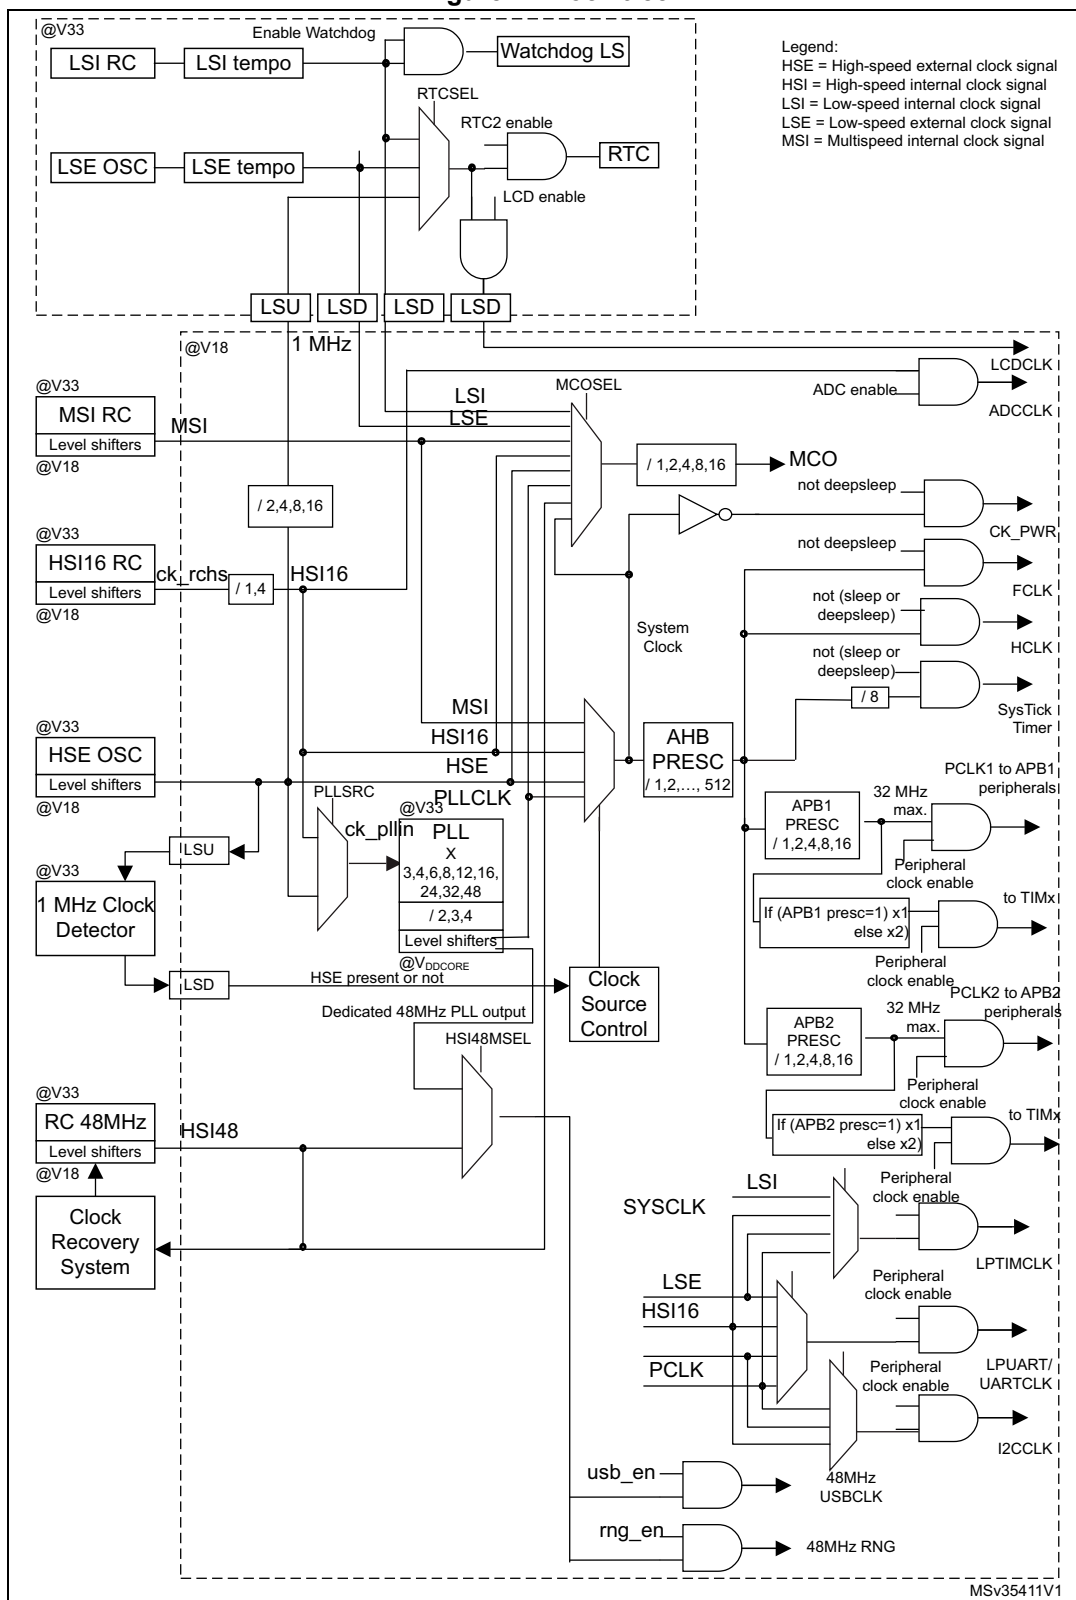 @V33
Enable Watchdog
LSI RC
LSI tempo
Watchdog LS
Legend:
HSE = High-speed external clock signal
HSI = High-speed internal clock signal
LSI = Low-speed internal clock signal
LSE = Low-speed external clock signal
MSI = Multispeed internal clock signal
RTCSEL
RTC2 enable
LSE OSC
LSE tempo
RTC
LCD enable
LSU
LSD
LSD
LSD
@V18
1 MHz
LCDCLK
@V33
MSI RC
Level shifters
@V18
MSI
LSI
LSE
MCOSEL
ADC enable
ADCCLK
/ 1,2,4,8,16
MCO
/ 2,4,8,16
not deepsleep
CK_PWR
@V33
HSI16 RC
Level shifters
@V18
ck_rchs
/ 1,4
HSI16
not deepsleep
FCLK
not (sleep or
deepsleep)
HCLK
System
Clock
not (sleep or
deepsleep)
/ 8
SysTick
Timer
@V33
HSE OSC
Level shifters
@V18
MSI
HSI16
HSE
PLLCLK
AHB
PRESC
/ 1,2,..., 512
PCLK1 to APB1
peripherals
32 MHz
max.
APB1
PRESC
/ 1,2,4,8,16
Peripheral
clock enable
PLLSRC
ck_pllin
@V33
PLL
X
3,4,6,8,12,16,
24,32,48
/ 2,3,4
Level shifters
@VDDCORE
LSU
@V33
1 MHz Clock
Detector
LSD
HSE present or not
Clock
Source
Control
If (APB1 presc=1) x1
else x2)
to TIMx
Peripheral
clock enable
PCLK2 to APB2
peripherals
32 MHz
max.
APB2
PRESC
/ 1,2,4,8,16
Peripheral
clock enable
Dedicated 48MHz PLL output
HSI48MSEL
@V33
RC 48MHz
Level shifters
@V18
HSI48
If (APB2 presc=1) x1
else x2)
to TIMx
Peripheral
clock enable
Clock
Recovery
System
LSI
SYSCLK
LPTIMCLK
LSE
HSI16
PCLK
Peripheral
clock enable
LPUART/
UARTCLK
Peripheral
clock enable
I2CCLK
usb_en
48MHz
USBCLK
rng_en
48MHz RNG
MSv35411V1